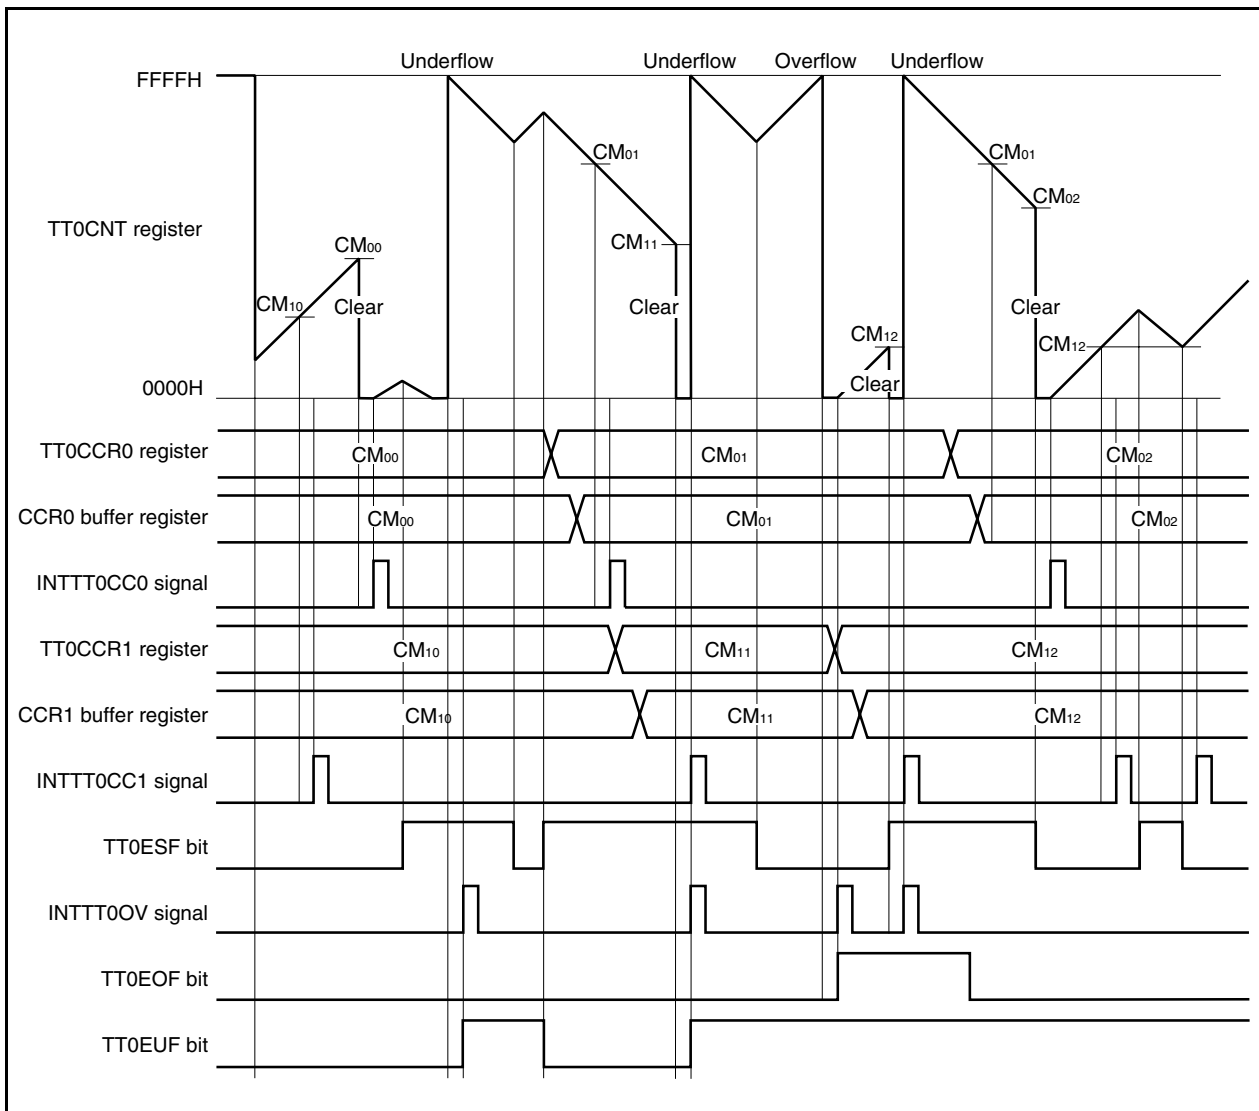 Underflow Underflow Overflow Underflow
FFFFH
CM01 CM01
CM02
TT0CNT register
CM00 CM11
CM10 Clear Clear Clear
CM12 CM12
Clear
0000H
TT0CCR0 register CM00 CM01 CM02
CCR0 buffer register CM00 CM01 CM02
INTTT0CC0 signal
TT0CCR1 register CM10 CM11 CM12
CCR1 buffer register CM10 CM11 CM12
INTTT0CC1 signal
TT0ESF bit
INTTT0OV signal
TT0EOF bit
TT0EUF bit